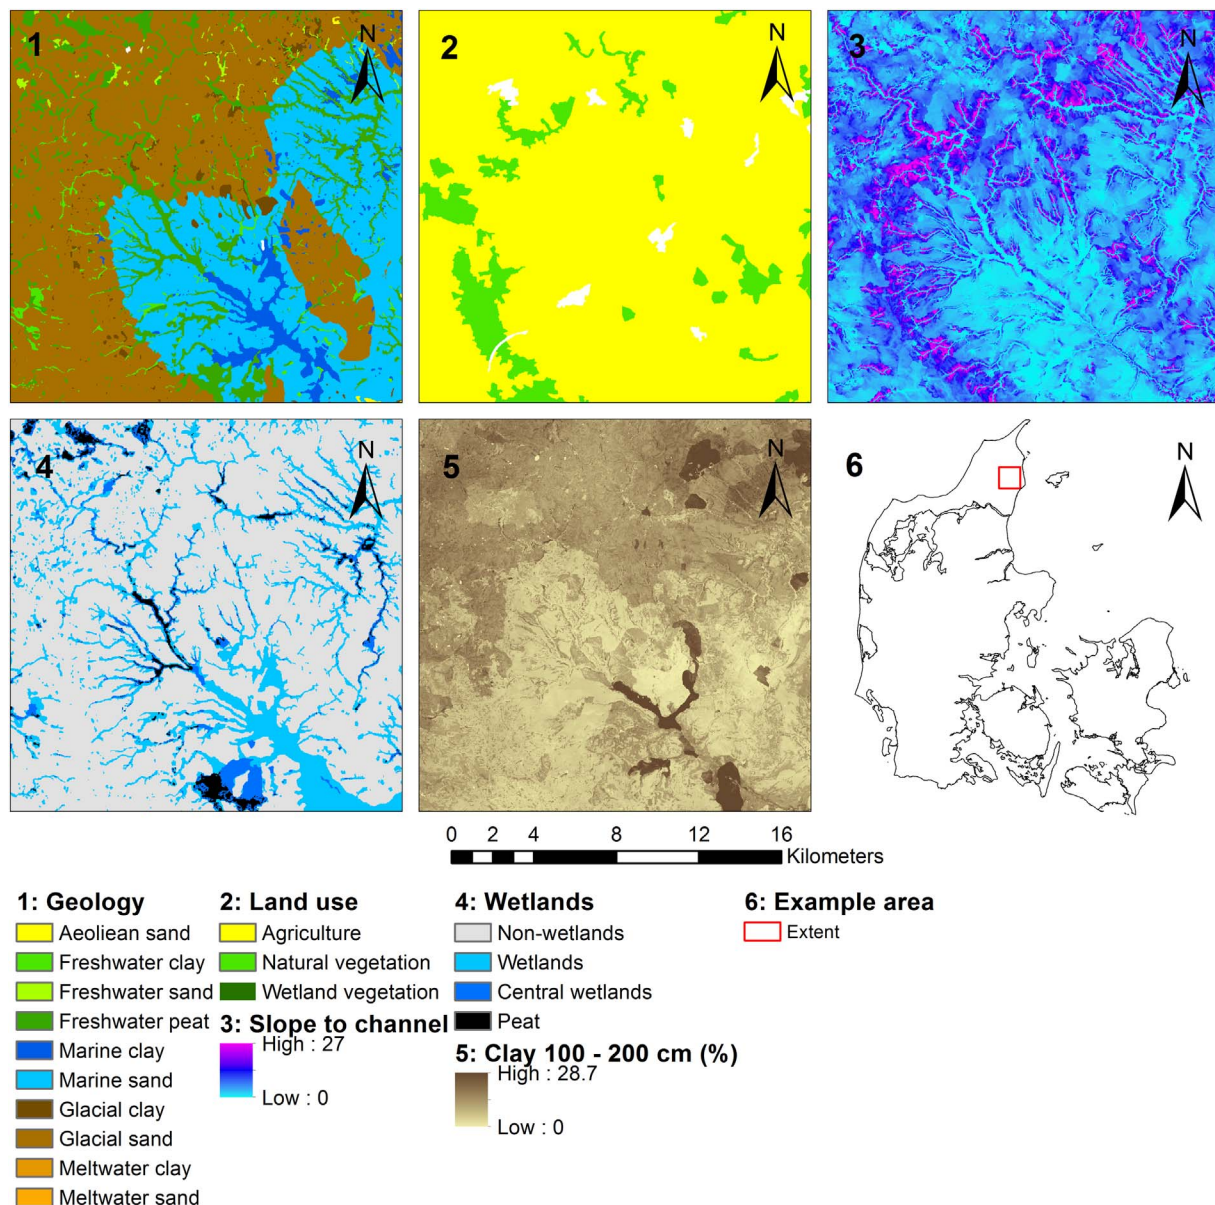 1
N
2
N
3
N
4
N
5
N
6
N
0 2 4 8 12 16
Kilometers
1: Geology
Aeoliean sand
Freshwater clay
Freshwater sand
Freshwater peat
Marine clay
Marine sand
Glacial clay
Glacial sand
Meltwater clay
Meltwater sand
2: Land use
Agriculture
Natural vegetation
Wetland vegetation
3: Slope to channel
High : 27
Low : 0
4: Wetlands
Non-wetlands
Wetlands
Central wetlands
Peat
5: Clay 100 - 200 cm (%)
High : 28.7
Low : 0
6: Example area
Extent